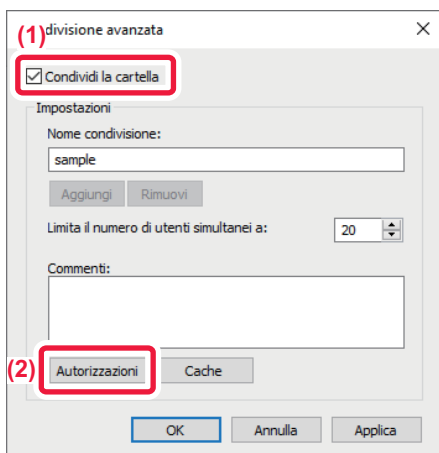 (1)
divisione avanzata
Condividi la cartella
Impostazioni
Nome condivisione:
sample
Aggiungi Rimuovi
Limita il numero di utenti simultanei a: 20
Commenti:
(2)
Autorizzazioni Cache
OK Annulla Applica